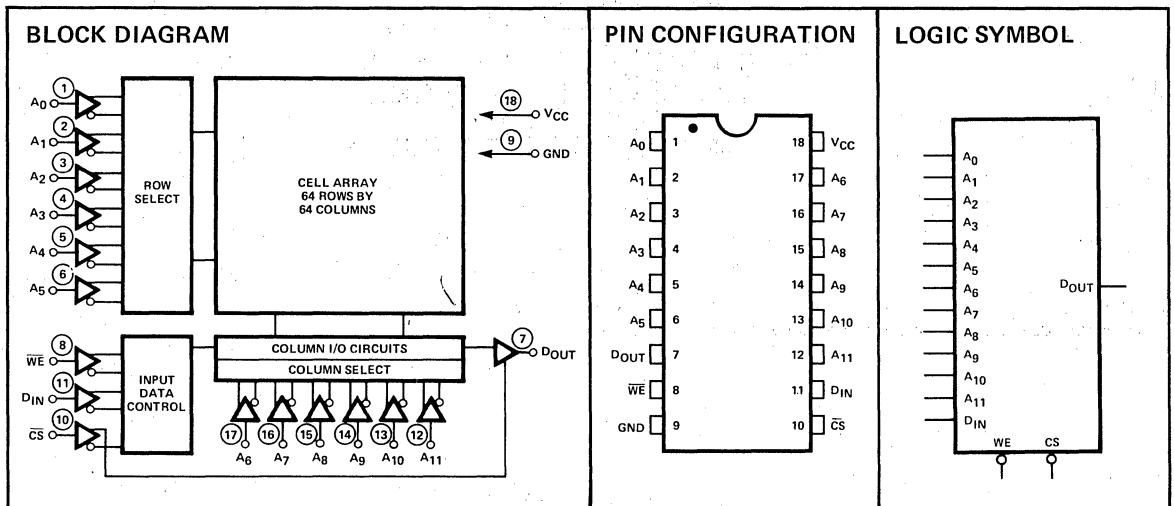 BLOCK DIAGRAM
A0
1
A1
2
A2
3
A3
4
A4
5
A5
6
ROW
SELECT
CELL ARRAY
64 ROWS BY
64 COLUMNS
18
VCC
9
GND
WE
8
DIN
11
CS
10
INPUT
DATA
CONTROL
COLUMN I/O CIRCUITS
COLUMN SELECT
7
DOUT
17
16
15
14
13
12
A6
A7
A8
A9
A10
A11
PIN CONFIGURATION
A0 1 18 VCC
A1 2 17 A6
A2 3 16 A7
A3 4 15 A8
A4 5 14 A9
A5 6 13 A10
DOUT 7 12 A11
WE 8 11 DIN
GND 9 10 CS
LOGIC SYMBOL
A0
A1
A2
A3
A4
A5
A6
DOUT
A7
A8
A9
A10
A11
DIN
WE CS